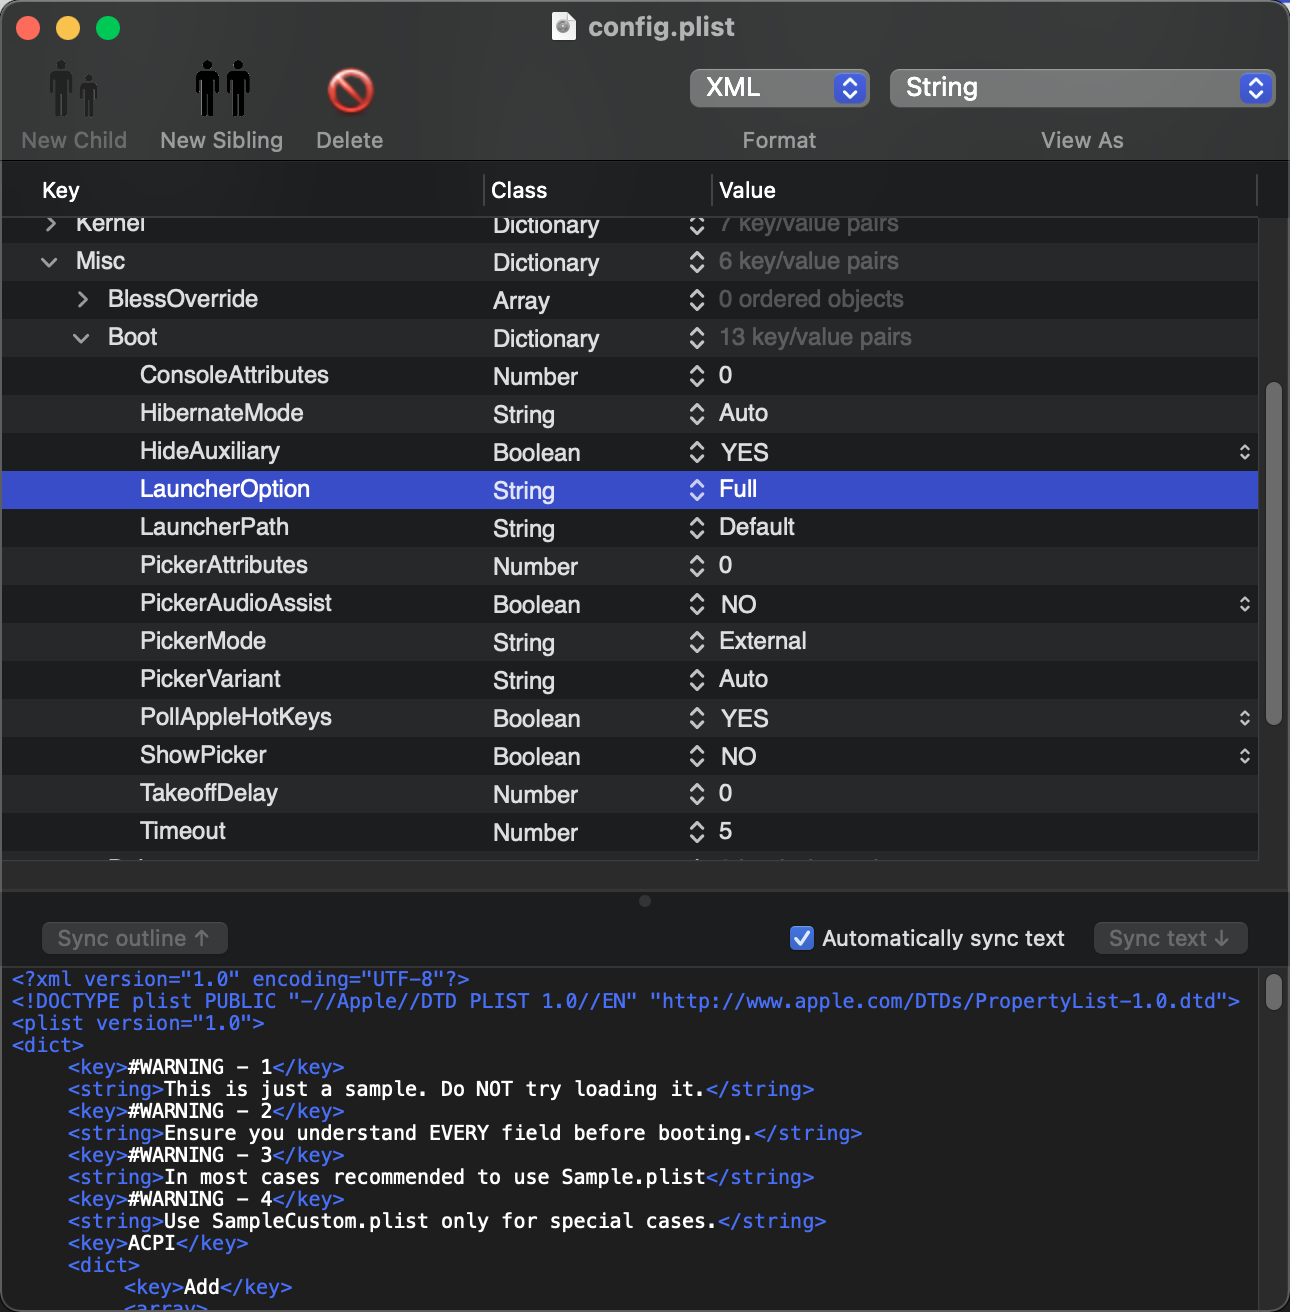 config.plist
New Child New Sibling Delete XML Format String View As
Key Class Value
Kernel Dictionary 7 key/value pairs
Misc Dictionary 6 key/value pairs
BlessOverride Array 0 ordered objects
Boot Dictionary 13 key/value pairs
ConsoleAttributes Number 0
HibernateMode String Auto
HideAuxiliary Boolean YES
LauncherOption String Full
LauncherPath String Default
PickerAttributes Number 0
PickerAudioAssist Boolean NO
PickerMode String External
PickerVariant String Auto
PollAppleHotKeys Boolean YES
ShowPicker Boolean NO
TakeoffDelay Number 0
Timeout Number 5
Sync outline ↑ Automatically sync text Sync text ↓
<?xml version="1.0" encoding="UTF-8"?>
<!DOCTYPE plist PUBLIC "-//Apple//DTD PLIST 1.0//EN" "http://www.apple.com/DTDs/PropertyList-1.0.dtd">
<plist version="1.0">
<dict>
<key>#WARNING - 1</key>
<string>This is just a sample. Do NOT try loading it.</string>
<key>#WARNING - 2</key>
<string>Ensure you understand EVERY field before booting.</string>
<key>#WARNING - 3</key>
<string>In most cases recommended to use Sample.plist</string>
<key>#WARNING - 4</key>
<string>Use SampleCustom.plist only for special cases.</string>
<key>ACPI</key>
<dict>
<key>Add</key>
<array>